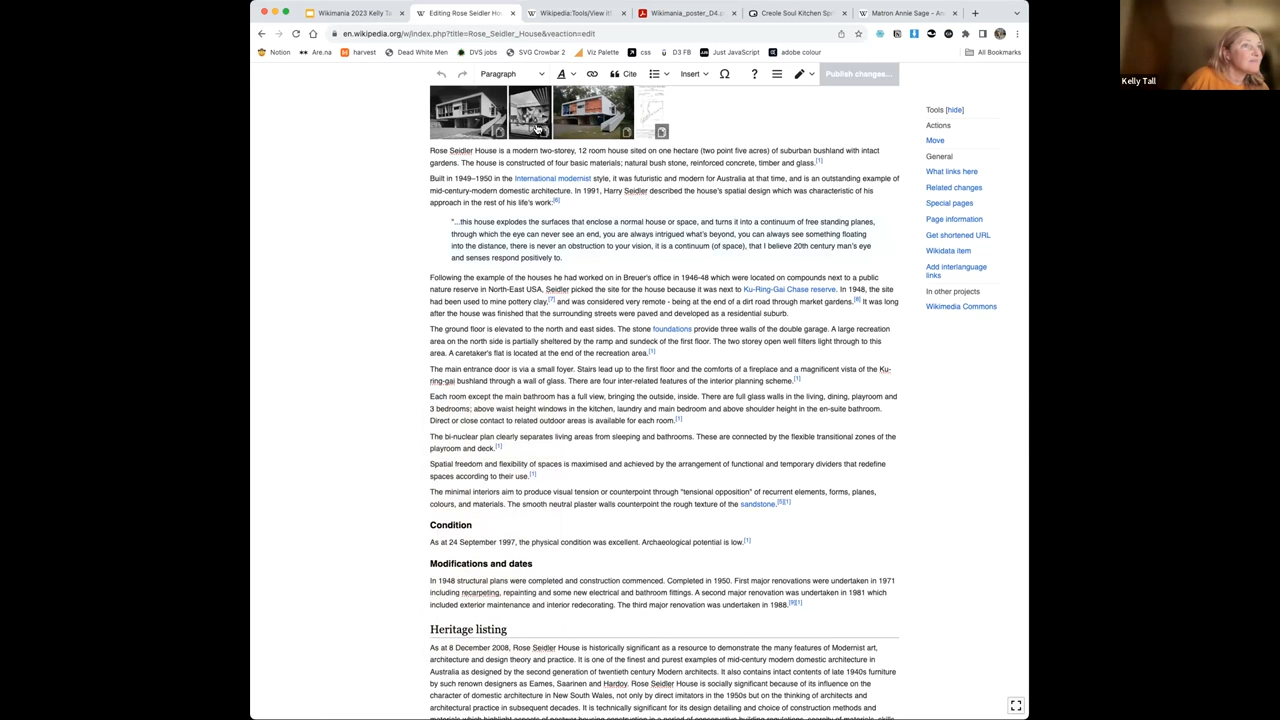 Wikimania 2023 Kelly Ta
Editing Rose Seidler Ho
Wikipedia:Tools/View it!
Wikimania_poster_D4.
Creole Soul Kitchen Sp
Matron Annie Sage - A
en.wikipedia.org/w/index.php?title=Rose_Seidler_House&veaction=edit
Notion
Are.na
harvest
Dead White Men
DVS jobs
SVG Crowbar 2
Viz Palette
css
D3 FB
Just JavaScript
adobe colour
All Bookmarks
Paragraph
A
Cite
Insert
Ω
?
Publish changes...
Kelly Tall
Rose Seidler House is a modern two-storey, 12 room house sited on one hectare (two point five acres) of suburban bushland with intact
gardens. The house is constructed of four basic materials; natural bush stone, reinforced concrete, timber and glass.[1]
Built in 1949–1950 in the International modernist style, it was futuristic and modern for Australia at that time, and is an outstanding example of
mid-century-modern domestic architecture. In 1991, Harry Seidler described the house's spatial design which was characteristic of his
approach in the rest of his life's work:[6]
"...this house explodes the surfaces that enclose a normal house or space, and turns it into a continuum of free standing planes,
through which the eye can never see an end, you are always intrigued what's beyond, you can always see something floating
into the distance, there is never an obstruction to your vision, it is a continuum (of space), that I believe 20th century man's eye
and senses respond positively to.
Following the example of the houses he had worked on in Breuer's office in 1946-48 which were located on compounds next to a public
nature reserve in North-East USA, Seidler picked the site for the house because it was next to Ku-Ring-Gai Chase reserve. In 1948, the site
had been used to mine pottery clay,[7] and was considered very remote - being at the end of a dirt road through market gardens.[8] It was long
after the house was finished that the surrounding streets were paved and developed as a residential suburb.
The ground floor is elevated to the north and east sides. The stone foundations provide three walls of the double garage. A large recreation
area on the north side is partially sheltered by the ramp and sundeck of the first floor. The two storey open well filters light through to this
area. A caretaker's flat is located at the end of the recreation area.[1]
The main entrance door is via a small foyer. Stairs lead up to the first floor and the comforts of a fireplace and a magnificent vista of the Ku-
ring-gai bushland through a wall of glass. There are four inter-related features of the interior planning scheme.[1]
Each room except the main bathroom has a full view, bringing the outside, inside. There are full glass walls in the living, dining, playroom and
3 bedrooms; above waist height windows in the kitchen, laundry and main bedroom and above shoulder height in the en-suite bathroom.
Direct or close contact to related outdoor areas is available for each room.[1]
The bi-nuclear plan clearly separates living areas from sleeping and bathrooms. These are connected by the flexible transitional zones of the
playroom and deck.[1]
Spatial freedom and flexibility of spaces is maximised and achieved by the arrangement of functional and temporary dividers that redefine
spaces according to their use.[1]
The minimal interiors aim to produce visual tension or counterpoint through "tensional opposition" of recurrent elements, forms, planes,
colours, and materials. The smooth neutral plaster walls counterpoint the rough texture of the sandstone.[5][1]
Condition
As at 24 September 1997, the physical condition was excellent. Archaeological potential is low.[1]
Modifications and dates
In 1948 structural plans were completed and construction commenced. Completed in 1950. First major renovations were undertaken in 1971
including recarpeting, repainting and some new electrical and bathroom fittings. A second major renovation was undertaken in 1981 which
included exterior maintenance and interior redecorating. The third major renovation was undertaken in 1988.[9][1]
Heritage listing
As at 8 December 2008, Rose Seidler House is historically significant as a resource to demonstrate the many features of Modernist art,
architecture and design theory and practice. It is one of the finest and purest examples of mid-century modern domestic architecture in
Australia as designed by the second generation of twentieth century Modern architects. It also contains intact contents of late 1940s furniture
by such renown designers as Eames, Saarinen and Hardoy. Rose Seidler House is socially significant because of its influence on the
character of domestic architecture in New South Wales, not only by direct imitators in the 1950s but on the thinking of architects and
architectural practice in subsequent decades. It is technically significant for its design detailing and choice of construction methods and
Tools [hide]
Actions
Move
General
What links here
Related changes
Special pages
Page information
Get shortened URL
Wikidata item
Add interlanguage
links
In other projects
Wikimedia Commons